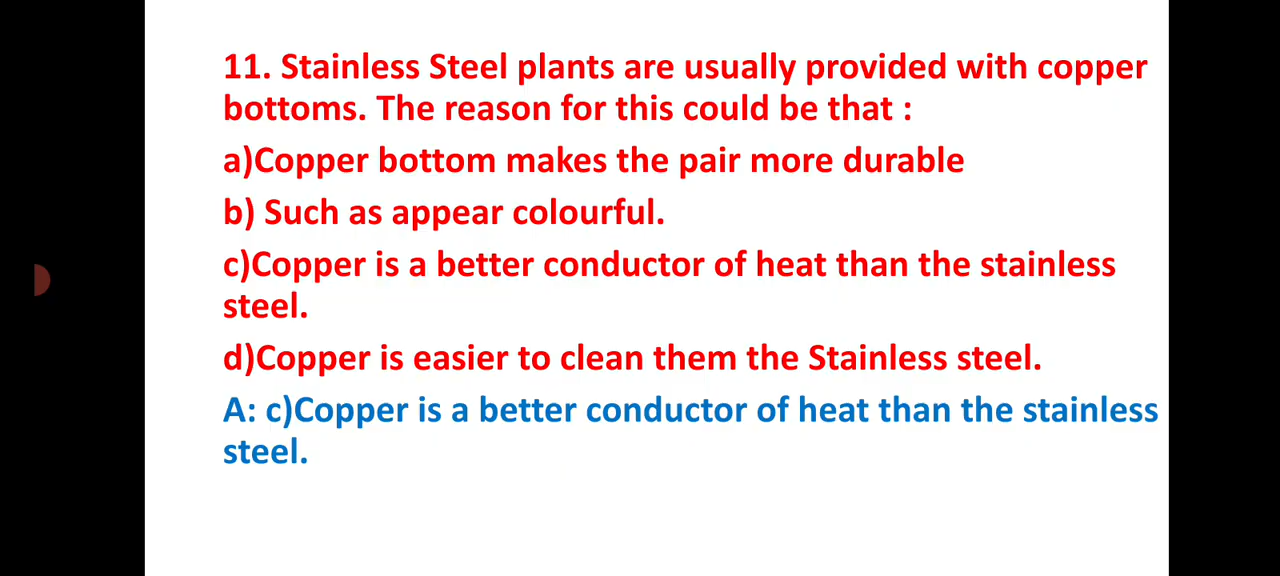 11. Stainless Steel plants are usually provided with copper
bottoms. The reason for this could be that :
a)Copper bottom makes the pair more durable
b) Such as appear colourful.
c)Copper is a better conductor of heat than the stainless
steel.
d)Copper is easier to clean them the Stainless steel.
A: c)Copper is a better conductor of heat than the stainless
steel.